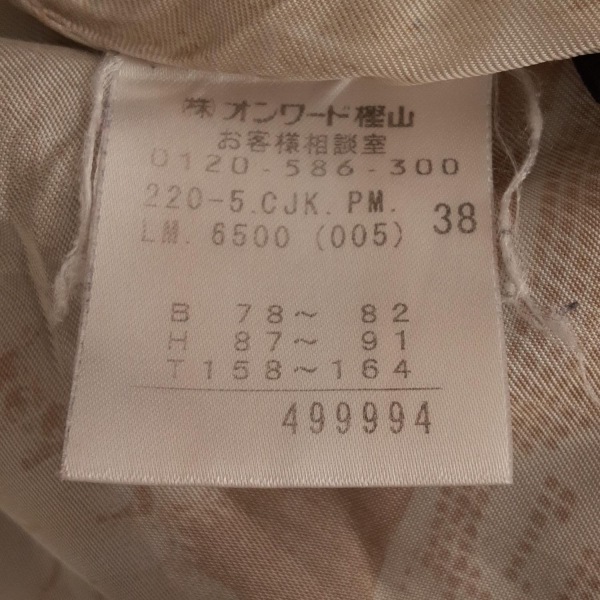 (株)オンワード樫山
お客様相談室
0120-586-300
220-5.CJK.PM.
LM. 6500 (005) 38
B 78~ 82
H 87~ 91
T 158~164
499994